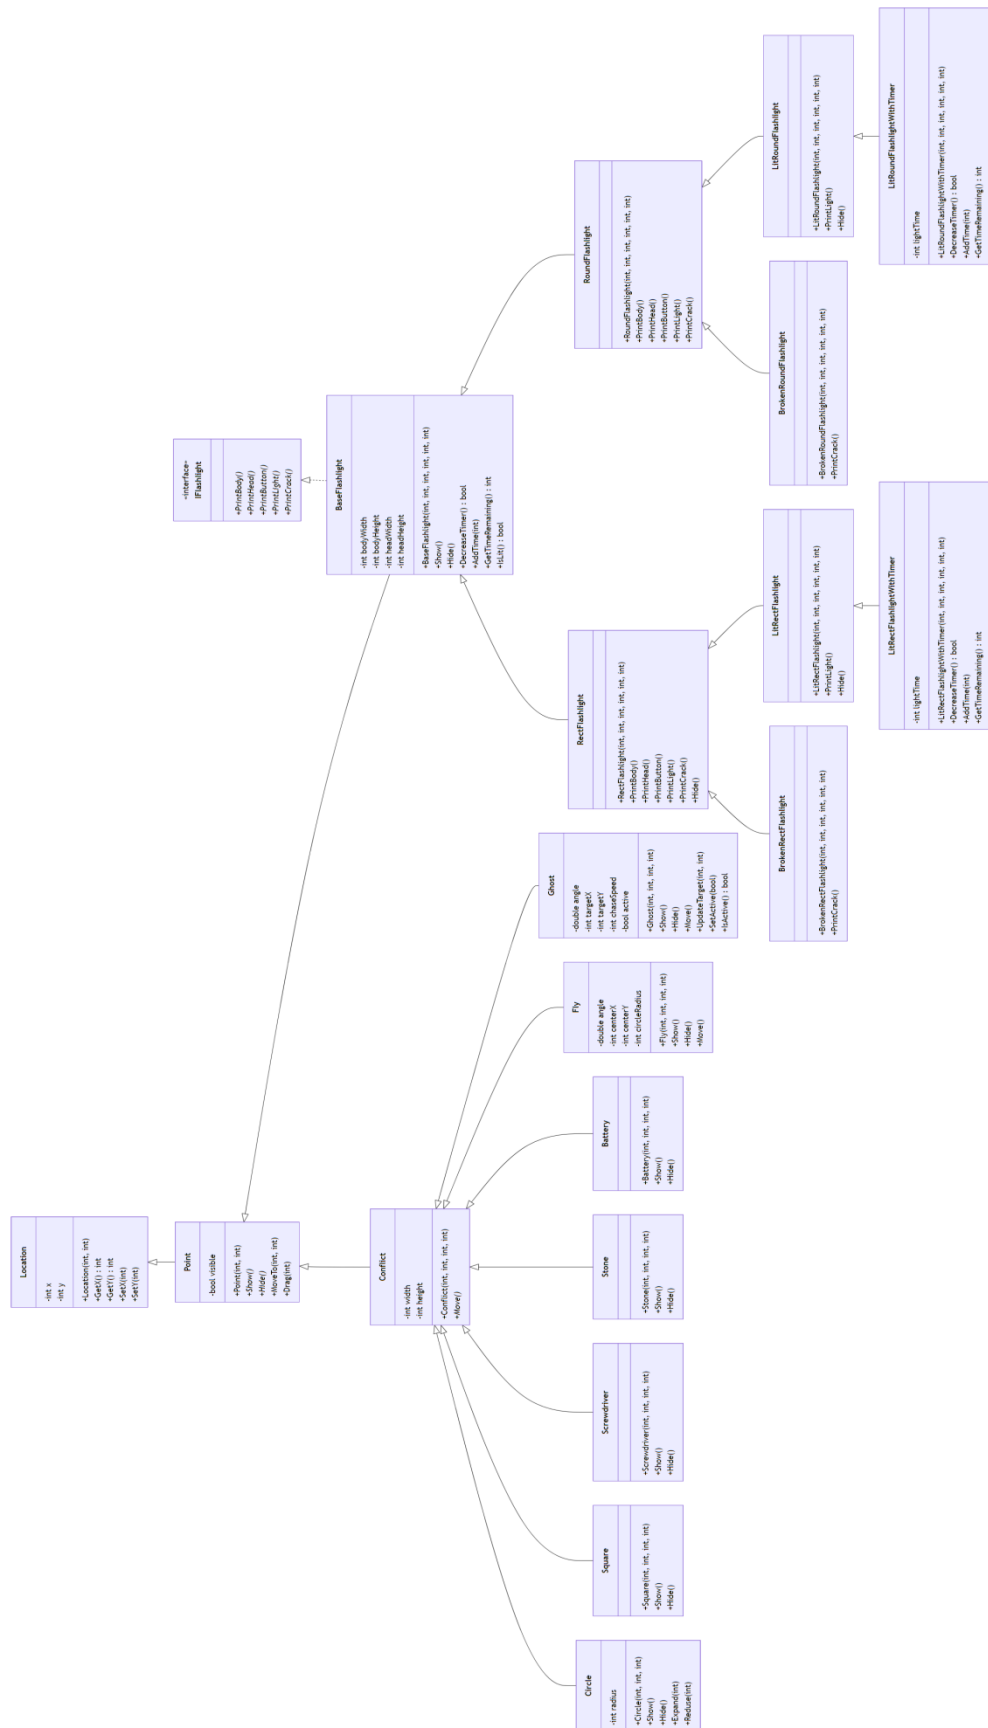 Location
-int x
-int y
+Location(int, int)
+GetX() : int
+GetY() : int
+SetX(int)
+SetY(int)
Point
-bool visible
+Point(int, int)
+Show()
+Hide()
+MoveTo(int, int)
+Drag(int)
«interface»
IFlashlight
+PrintBody()
+PrintHead()
+PrintButton()
+PrintLight()
+PrintCrack()
Conflict
-int width
-int height
+Conflict(int, int, int, int)
+Move()
BaseFlashlight
-int bodyWidth
-int bodyHeight
-int headWidth
-int headHeight
+BaseFlashlight(int, int, int, int, int, int)
+Show()
+Hide()
+DecreaseTimer() : bool
+AddTime(int)
+GetTimeRemaining() : int
+IsLit() : bool
Circle
-int radius
+Circle(int, int, int)
+Show()
+Hide()
+Expand(int)
+Reduse(int)
Square
+Square(int, int, int, int)
+Show()
+Hide()
Screwdriver
+Screwdriver(int, int, int, int)
+Show()
+Hide()
Stone
+Stone(int, int, int, int)
+Show()
+Hide()
Battery
+Battery(int, int, int, int)
+Show()
+Hide()
Fly
-double angle
-int centerX
-int centerY
-int circleRadius
+Fly(int, int, int, int)
+Show()
+Hide()
+Move()
Ghost
-double angle
-int targetX
-int targetY
-int chaseSpeed
-bool active
+Ghost(int, int, int, int)
+Show()
+Hide()
+Move()
+UpdateTarget(int, int)
+SetActive(bool)
+IsActive() : bool
RectFlashlight
+RectFlashlight(int, int, int, int, int, int)
+PrintBody()
+PrintHead()
+PrintButton()
+PrintLight()
+PrintCrack()
+Hide()
RoundFlashlight
+RoundFlashlight(int, int, int, int, int, int)
+PrintBody()
+PrintHead()
+PrintButton()
+PrintLight()
+PrintCrack()
BrokenRectFlashlight
+BrokenRectFlashlight(int, int, int, int, int, int)
+PrintCrack()
LitRectFlashlight
+LitRectFlashlight(int, int, int, int, int, int)
+PrintLight()
+Hide()
BrokenRoundFlashlight
+BrokenRoundFlashlight(int, int, int, int, int, int)
+PrintCrack()
LitRoundFlashlight
+LitRoundFlashlight(int, int, int, int, int, int)
+PrintLight()
+Hide()
LitRectFlashlightWithTimer
-int lightTime
+LitRectFlashlightWithTimer(int, int, int, int, int, int)
+DecreaseTimer() : bool
+AddTime(int)
+GetTimeRemaining() : int
LitRoundFlashlightWithTimer
-int lightTime
+LitRoundFlashlightWithTimer(int, int, int, int, int, int)
+DecreaseTimer() : bool
+AddTime(int)
+GetTimeRemaining() : int